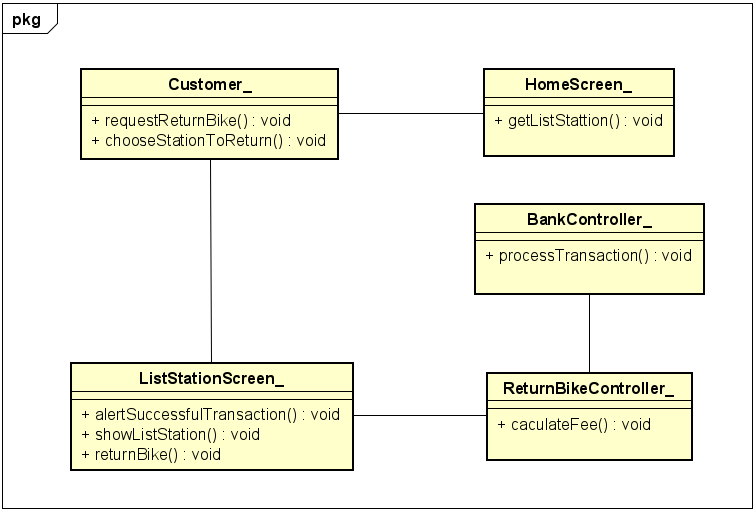 pkg
Customer_
+ requestReturnBike() : void
+ chooseStationToReturn() : void
HomeScreen_
+ getListStattion() : void
BankController_
+ processTransaction() : void
ListStationScreen_
+ alertSuccessfulTransaction() : void
+ showListStation() : void
+ returnBike() : void
ReturnBikeController_
+ caculateFee() : void